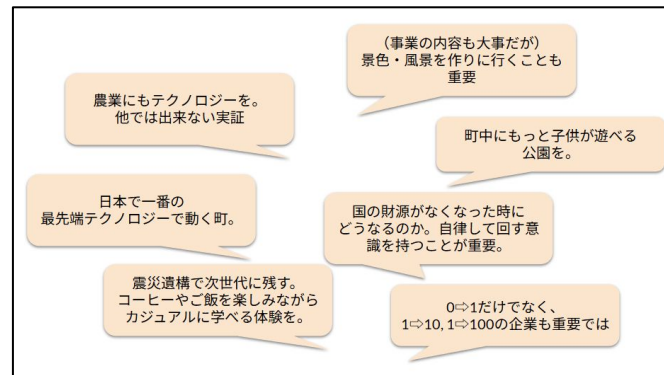 （事業の内容も大事だが）
景色・風景を作りに行くことも
重要
農業にもテクノロジーを。
他では出来ない実証
町中にもっと子供が遊べる
公園を。
日本で一番の
最先端テクノロジーで動く町。
国の財源がなくなった時に
どうなるのか。自律して回す意
識を持つことが重要。
震災遺構で次世代に残す。
コーヒーやご飯を楽しみながら
カジュアルに学べる体験を。
0⇨1だけでなく、
1⇨10, 1⇨100の企業も重要では